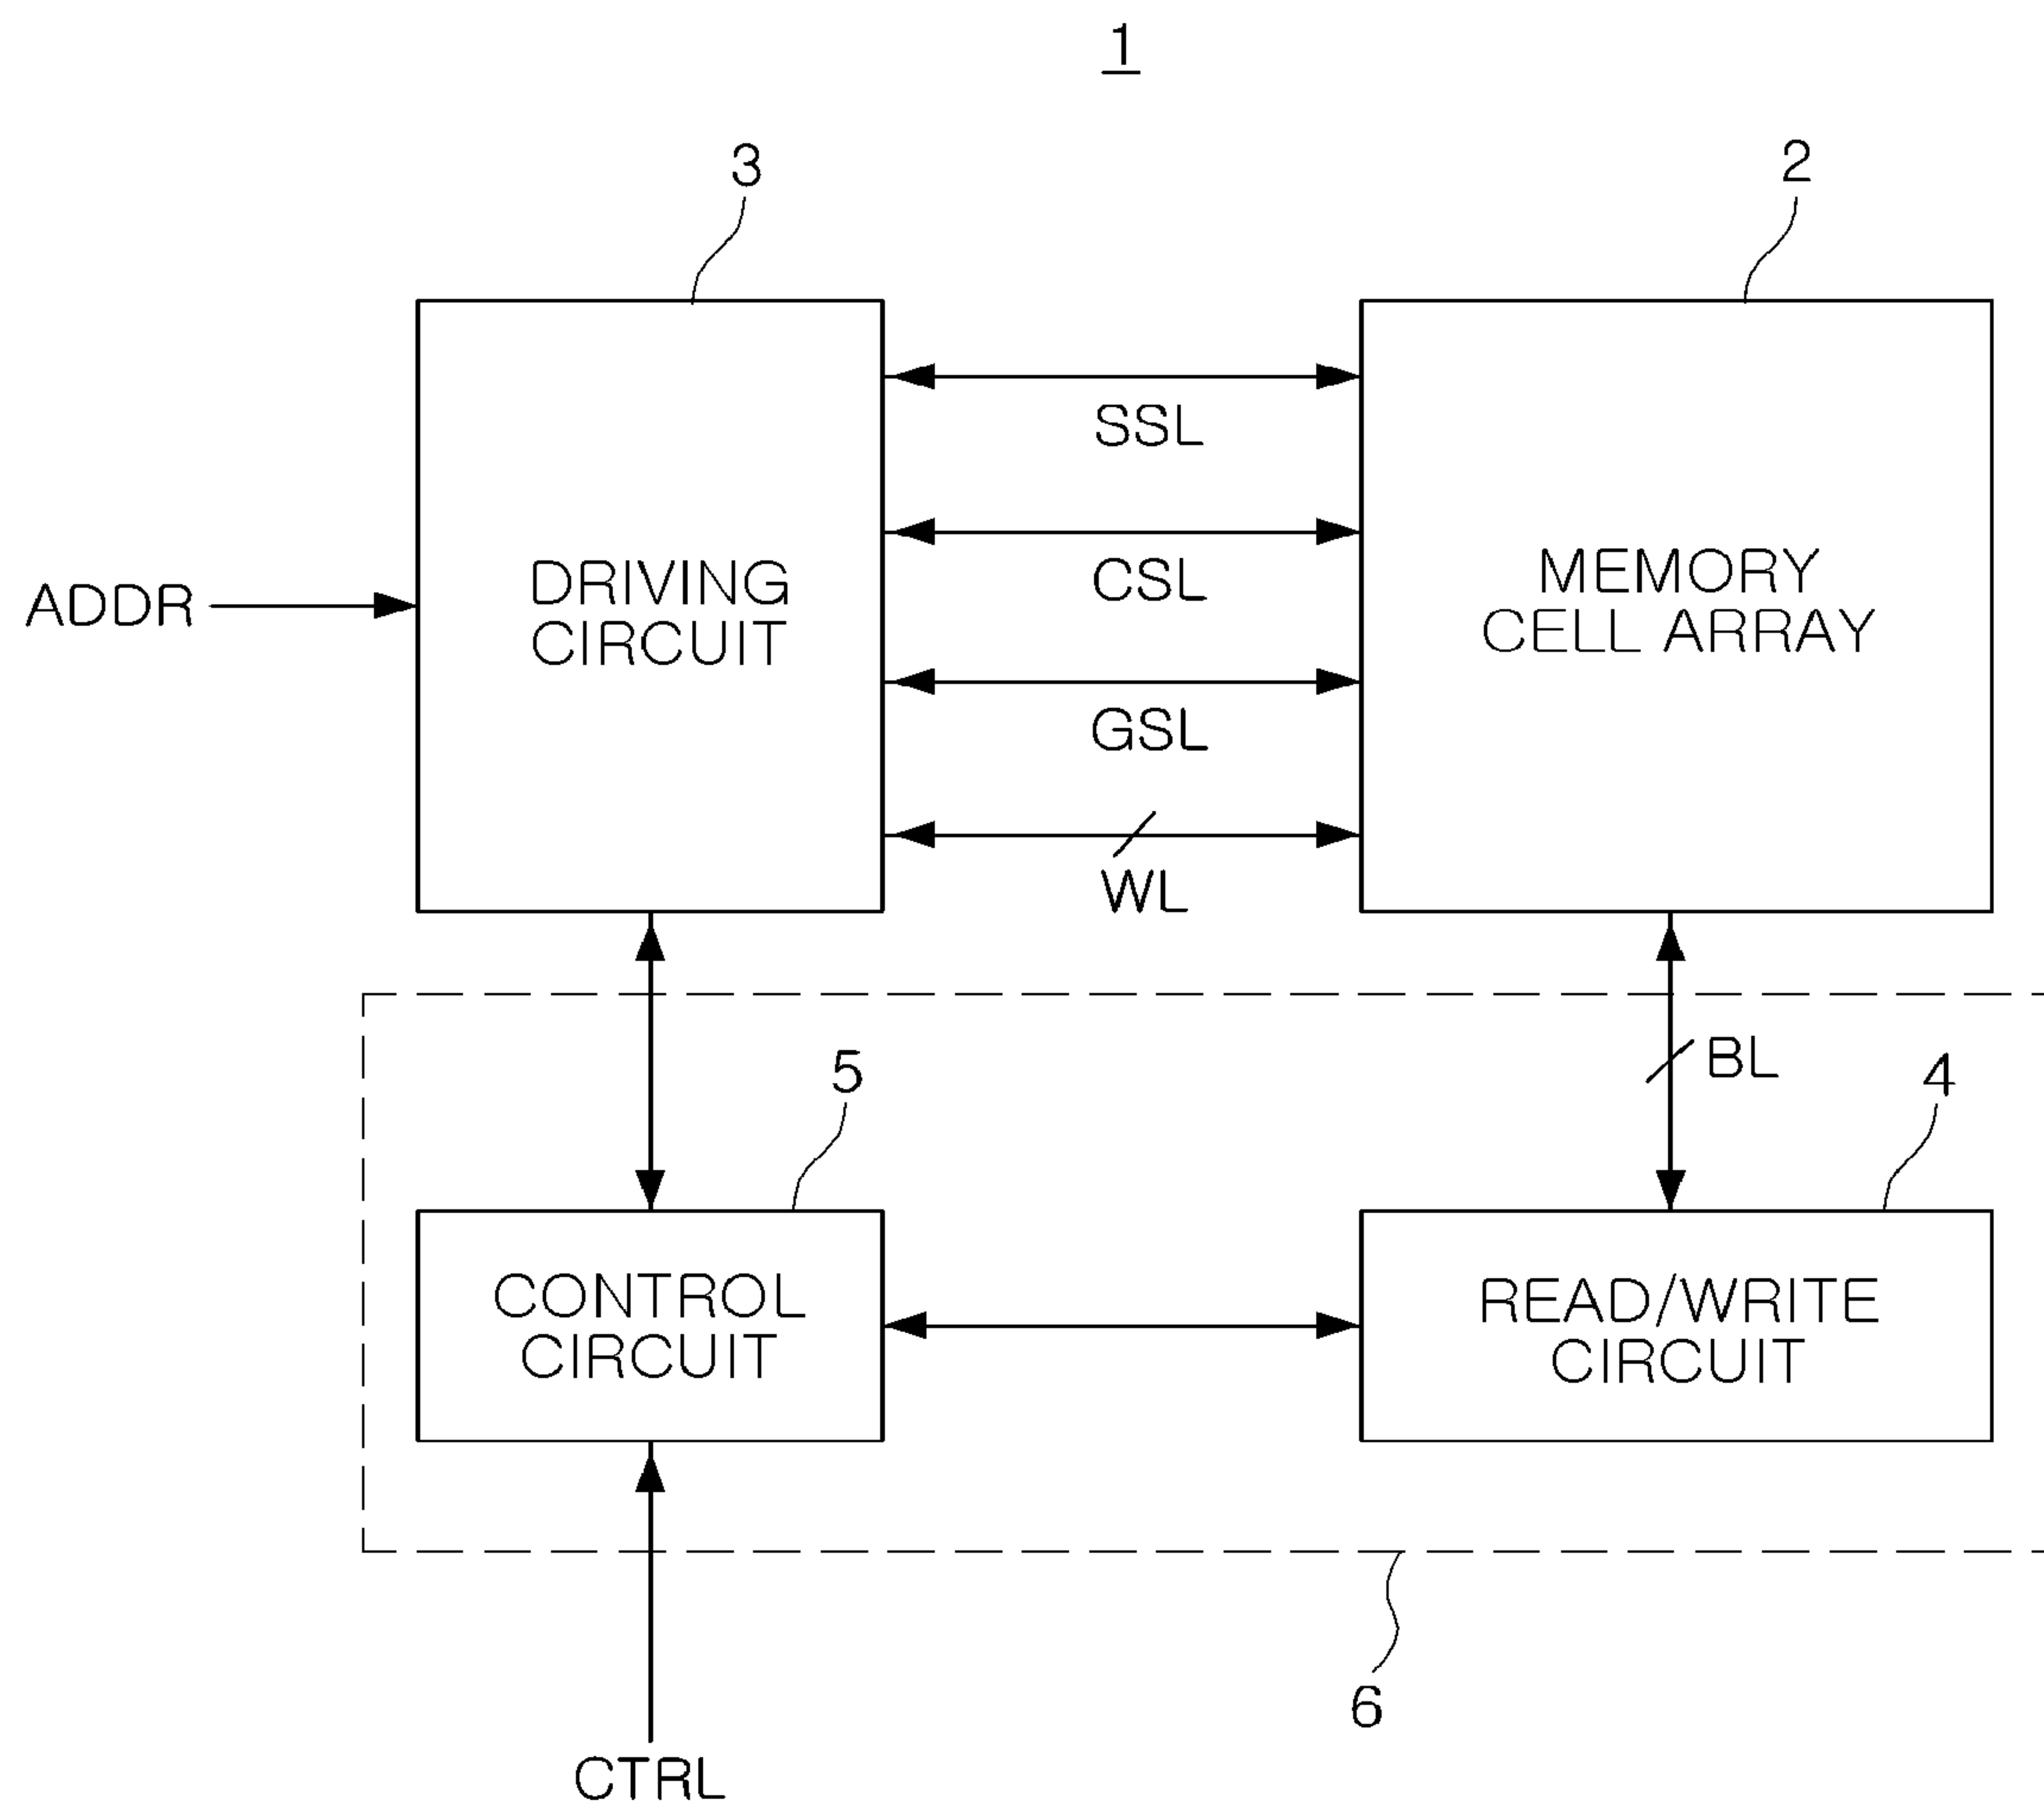 1
3
2
SSL
CSL
GSL
WL
ADDR
DRIVING
CIRCUIT
MEMORY
CELL ARRAY
5
BL
4
CONTROL
CIRCUIT
READ/WRITE
CIRCUIT
6
CTRL